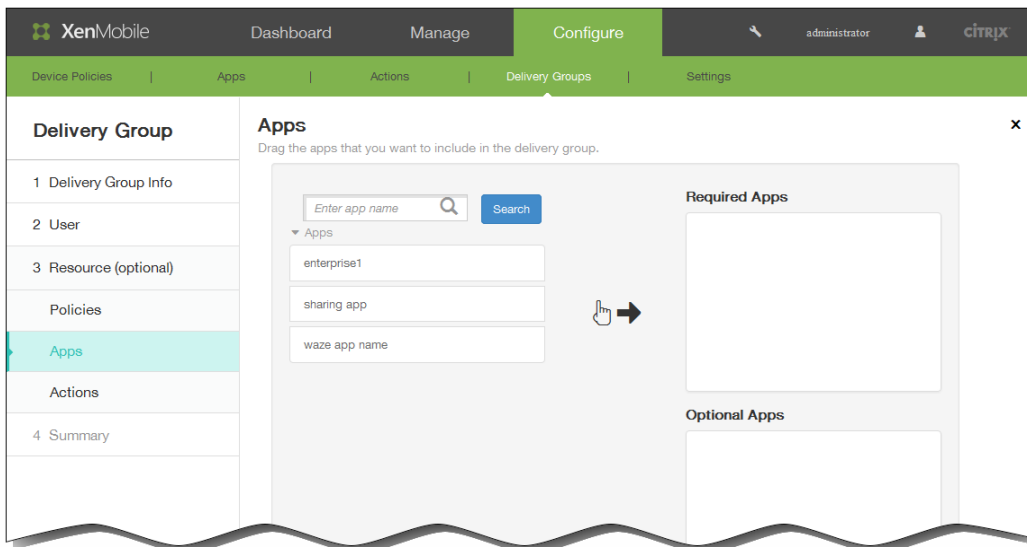 XenMobile Dashboard Manage Configure administrator CİTRIX
Device Policies | Apps | Actions | Delivery Groups | Settings
Delivery Group
1 Delivery Group Info
2 User
3 Resource (optional)
Policies
Apps
Actions
4 Summary
Apps
x
Drag the apps that you want to include in the delivery group.
Enter app name Search
Apps
enterprise1
sharing app
waze app name
Required Apps
Optional Apps